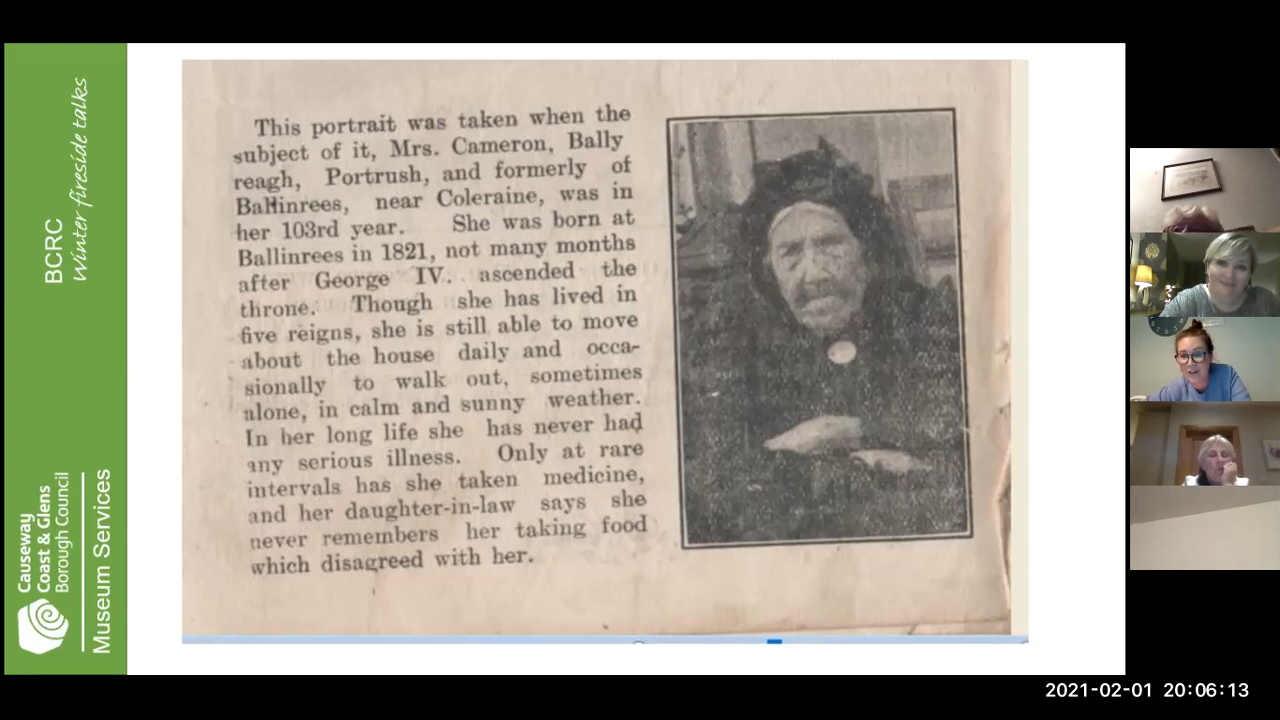 BCRC
Winter fireside talks
Causeway
Coast & Glens
Borough Council
Museum Services
This portrait was taken when the
subject of it, Mrs. Cameron, Bally
reagh, Portrush, and formerly of
Ballinrees, near Coleraine, was in
her 103rd year. She was born at
Ballinrees in 1821, not many months
after George IV. ascended the
throne. Though she has lived in
five reigns, she is still able to move
about the house daily and occa-
sionally to walk out, sometimes
alone, in calm and sunny weather.
In her long life she has never had
any serious illness. Only at rare
intervals has she taken medicine,
and her daughter-in-law says she
never remembers her taking food
which disagreed with her.
2021-02-01 20:06:13